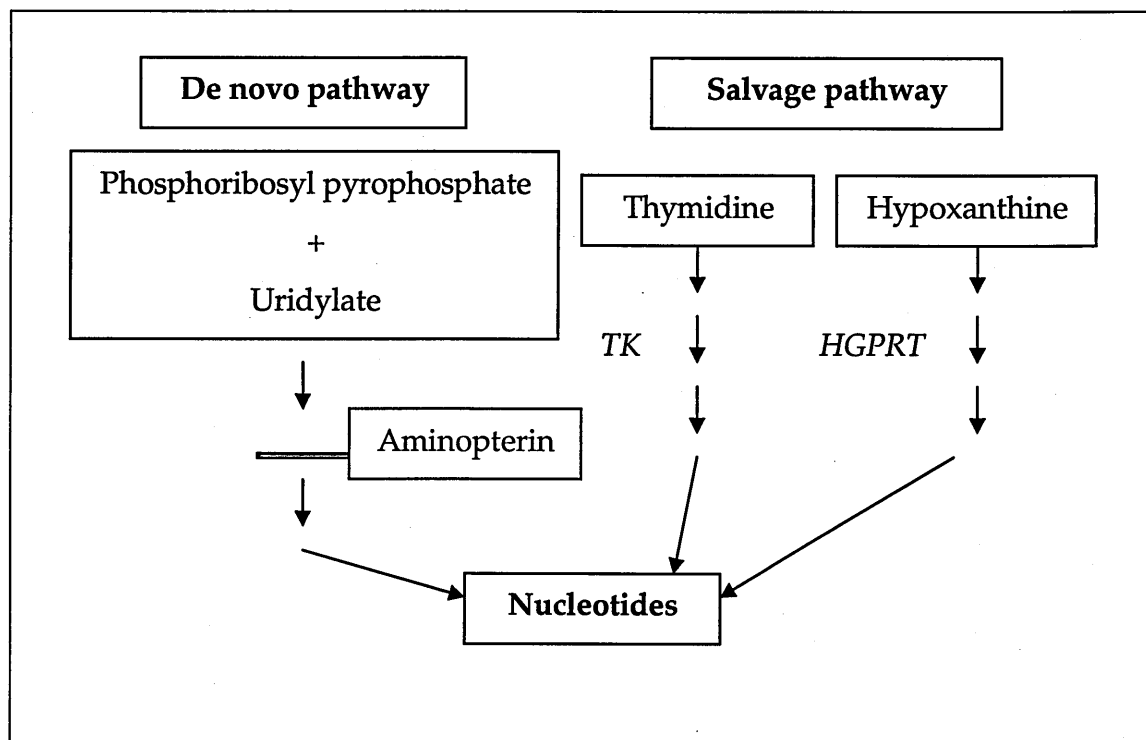 De novo pathway
Salvage pathway
Phosphoribosyl pyrophosphate
+
Uridylate
Thymidine
Hypoxanthine
TK
HGPRT
Aminopterin
Nucleotides